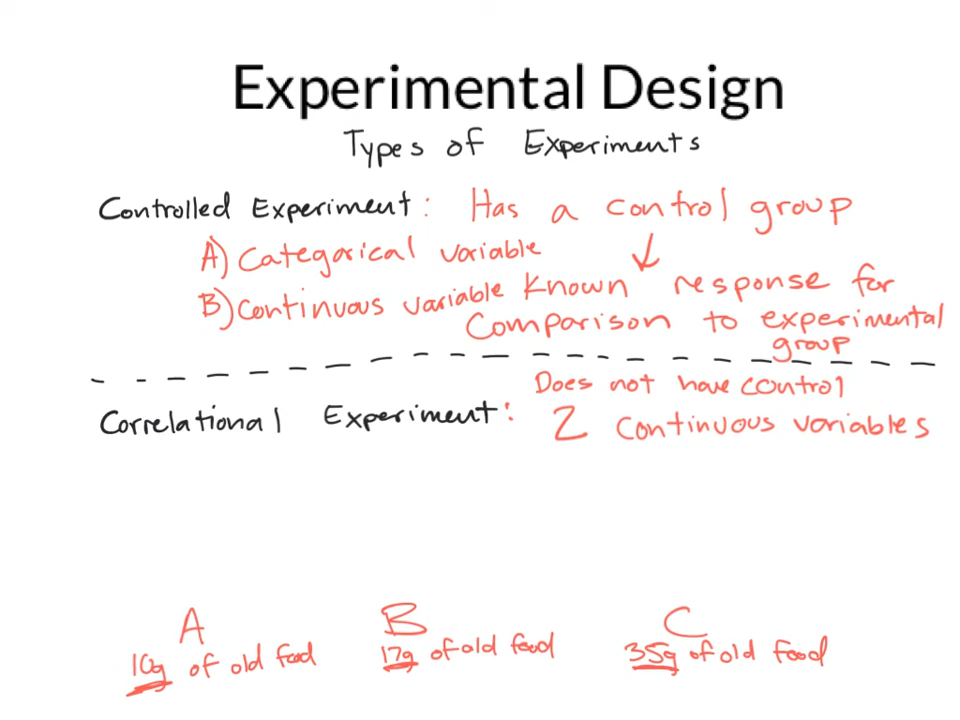 Experimental Design
Types of Experiments
Controlled Experiment: Has a control group
A) Categorical variable
B) Continuous variable
Known response for
comparison to experimental
group
Does not have control
Correlational Experiment: 2 continuous variables
A B C
10g of old food 17g of old food 35g of old food